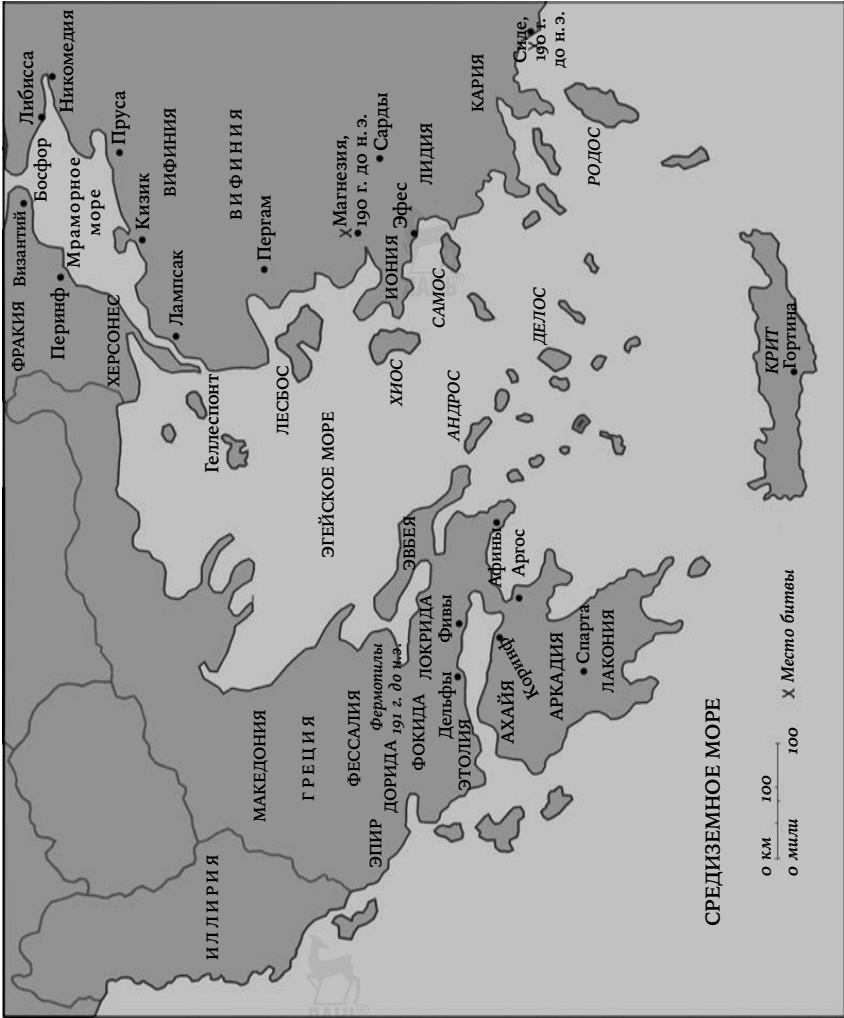 ФРАКИЯ
Византий
Босфор
Либисса
Никомедия
Перинф
Мраморное
море
Пруса
ХЕРСОНЕС
Кизик
ВИФИНИЯ
Лампсак
Геллеспонт
ВИФИНИЯ
Пергам
ИЛЛИРИЯ
МАКЕДОНИЯ
ГРЕЦИЯ
ЛЕСБОС
ЭГЕЙСКОЕ МОРЕ
Магнезия,
190 г. до н. э.
Сарды
ФЕССАЛИЯ
ЭПИР
Фермопилы
191 г. до н.э.
ДОРИДА
ИОНИЯ
Эфес
ЛИДИЯ
ХИОС
ЭВБЕЯ
ФОКИДА
ЛОКРИДА
САМОС
Дельфы
Фивы
ЭТОЛИЯ
АНДРОС
КАРИЯ
Афины
АХАЙЯ
Коринф
Аргос
Сиде,
190 г.
до н. э.
ДЕЛОС
АРКАДИЯ
Спарта
ЛАКОНИЯ
РОДОС
СРЕДИЗЕМНОЕ МОРЕ
КРИТ
Гортина
0 км 100
0 мили 100
X Место битвы